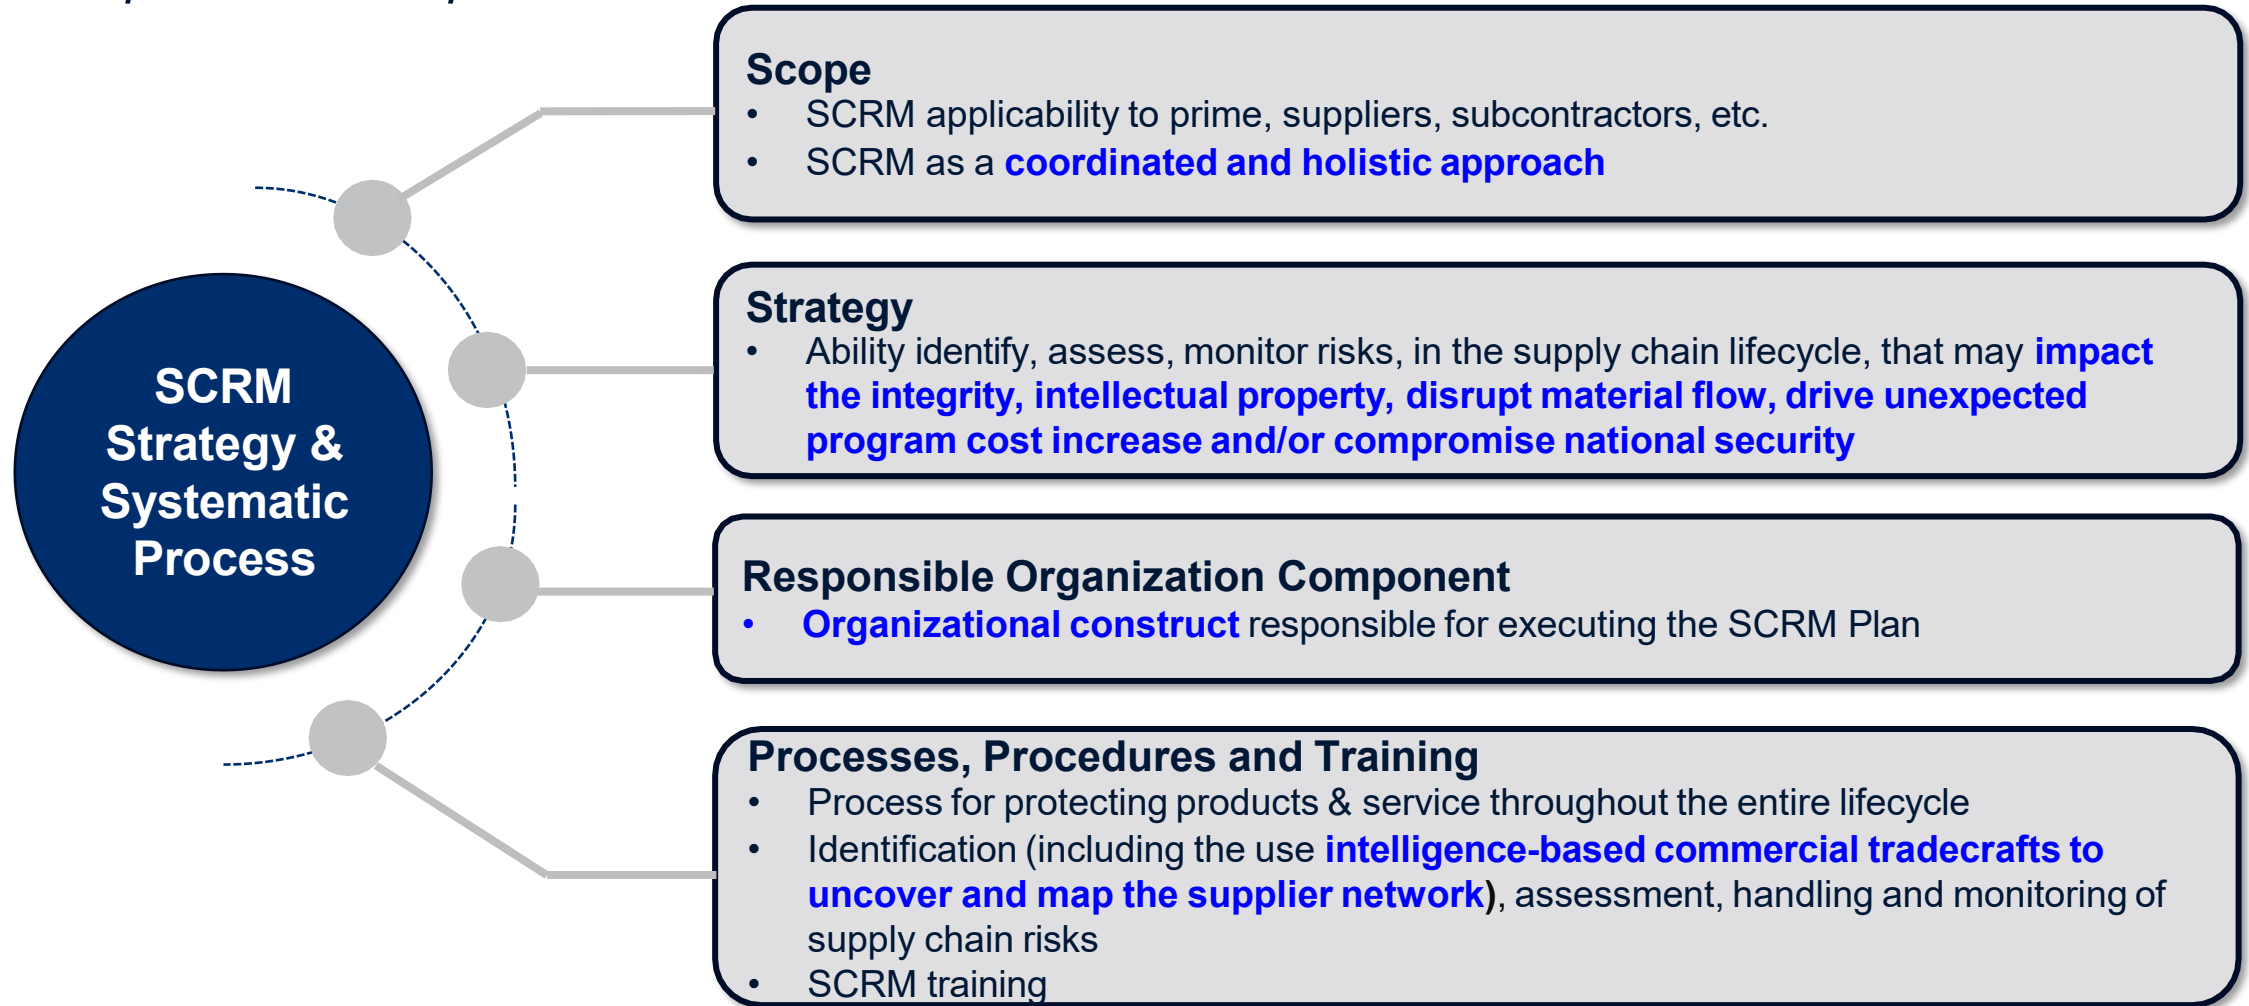 SCRM
Strategy &
Systematic
Process
Scope
• SCRM applicability to prime, suppliers, subcontractors, etc.
• SCRM as a coordinated and holistic approach
Strategy
• Ability identify, assess, monitor risks, in the supply chain lifecycle, that may impact
the integrity, intellectual property, disrupt material flow, drive unexpected
program cost increase and/or compromise national security
Responsible Organization Component
• Organizational construct responsible for executing the SCRM Plan
Processes, Procedures and Training
• Process for protecting products & service throughout the entire lifecycle
• Identification (including the use intelligence-based commercial tradecrafts to
uncover and map the supplier network), assessment, handling and monitoring of
supply chain risks
• SCRM training